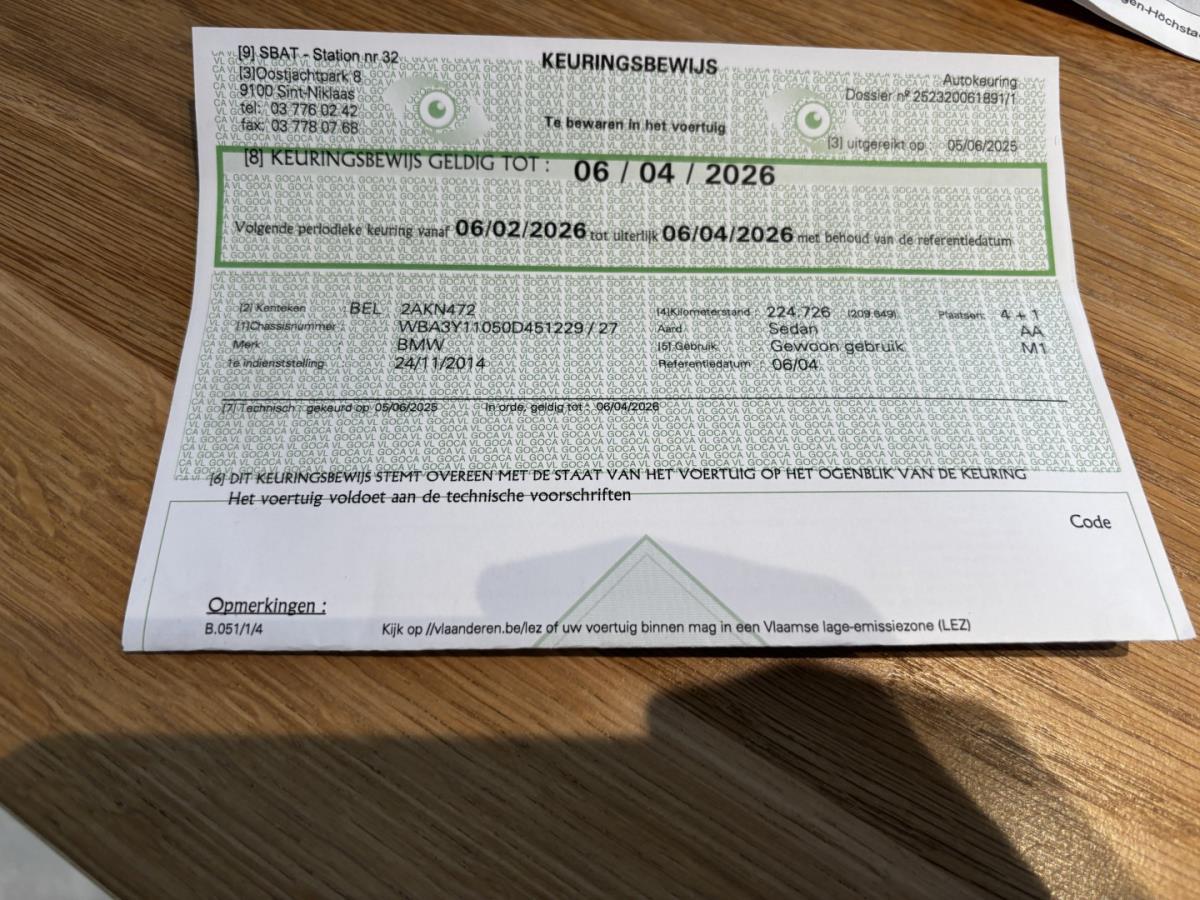 [9] SBAT - Station nr 32
[3]Oostjachtpark 8
9100 Sint-Niklaas
tel: 03 776 02 42
fax: 03 778 07 68
KEURINGSBEWIJS
Te bewaren in het voertuig
Autokeuring
Dossier nº 252320061891/1
[3] uitgereikt op : 05/06/2025
[8] KEURINGSBEWIJS GELDIG TOT : 06 / 04 / 2026
Volgende periodieke keuring vanaf 06/02/2026 tot uiterlijk 06/04/2026 met behoud van de referentiedatum
[2] Kenteken : BEL 2AKN472
[1]Chassisnummer : WBA3Y11050D451229 / 27
Merk : BMW
1e indienststelling : 24/11/2014
[4]Kilometerstand : 224.726 (209.649) Plaatsen: 4 + 1
Aard : Sedan AA
[5] Gebruik : Gewoon gebruik M1
Referentiedatum : 06/04
[7] Technisch : gekeurd op 05/06/2025 In orde, geldig tot : 06/04/2026
[6] DIT KEURINGSBEWIJS STEMT OVEREEN MET DE STAAT VAN HET VOERTUIG OP HET OGENBLIK VAN DE KEURING
Het voertuig voldoet aan de technische voorschriften
Code
Opmerkingen :
B.051/1/4 Kijk op //vlaanderen.be/lez of uw voertuig binnen mag in een Vlaamse lage-emissiezone (LEZ)